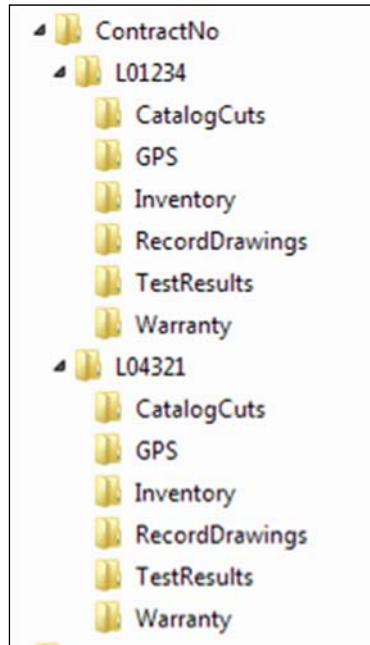 ContractNo
L01234
CatalogCuts
GPS
Inventory
RecordDrawings
TestResults
Warranty
L04321
CatalogCuts
GPS
Inventory
RecordDrawings
TestResults
Warranty